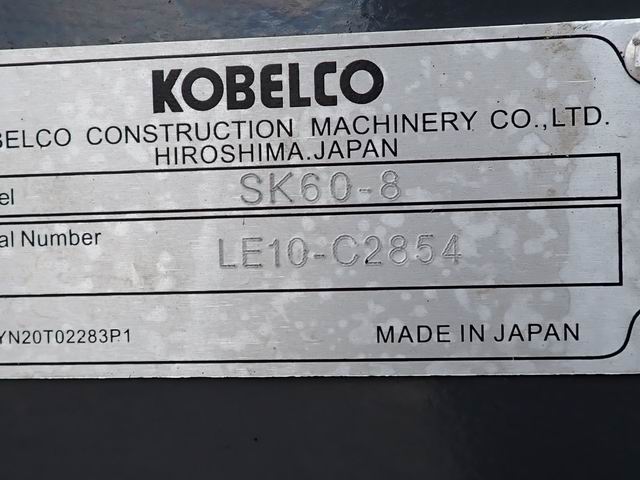 KOBELCO
BELCO CONSTRUCTION MACHINERY CO.,LTD.
HIROSHIMA.JAPAN
el SK60-8
al Number LE10-C2854
YN20T02283P1 MADE IN JAPAN